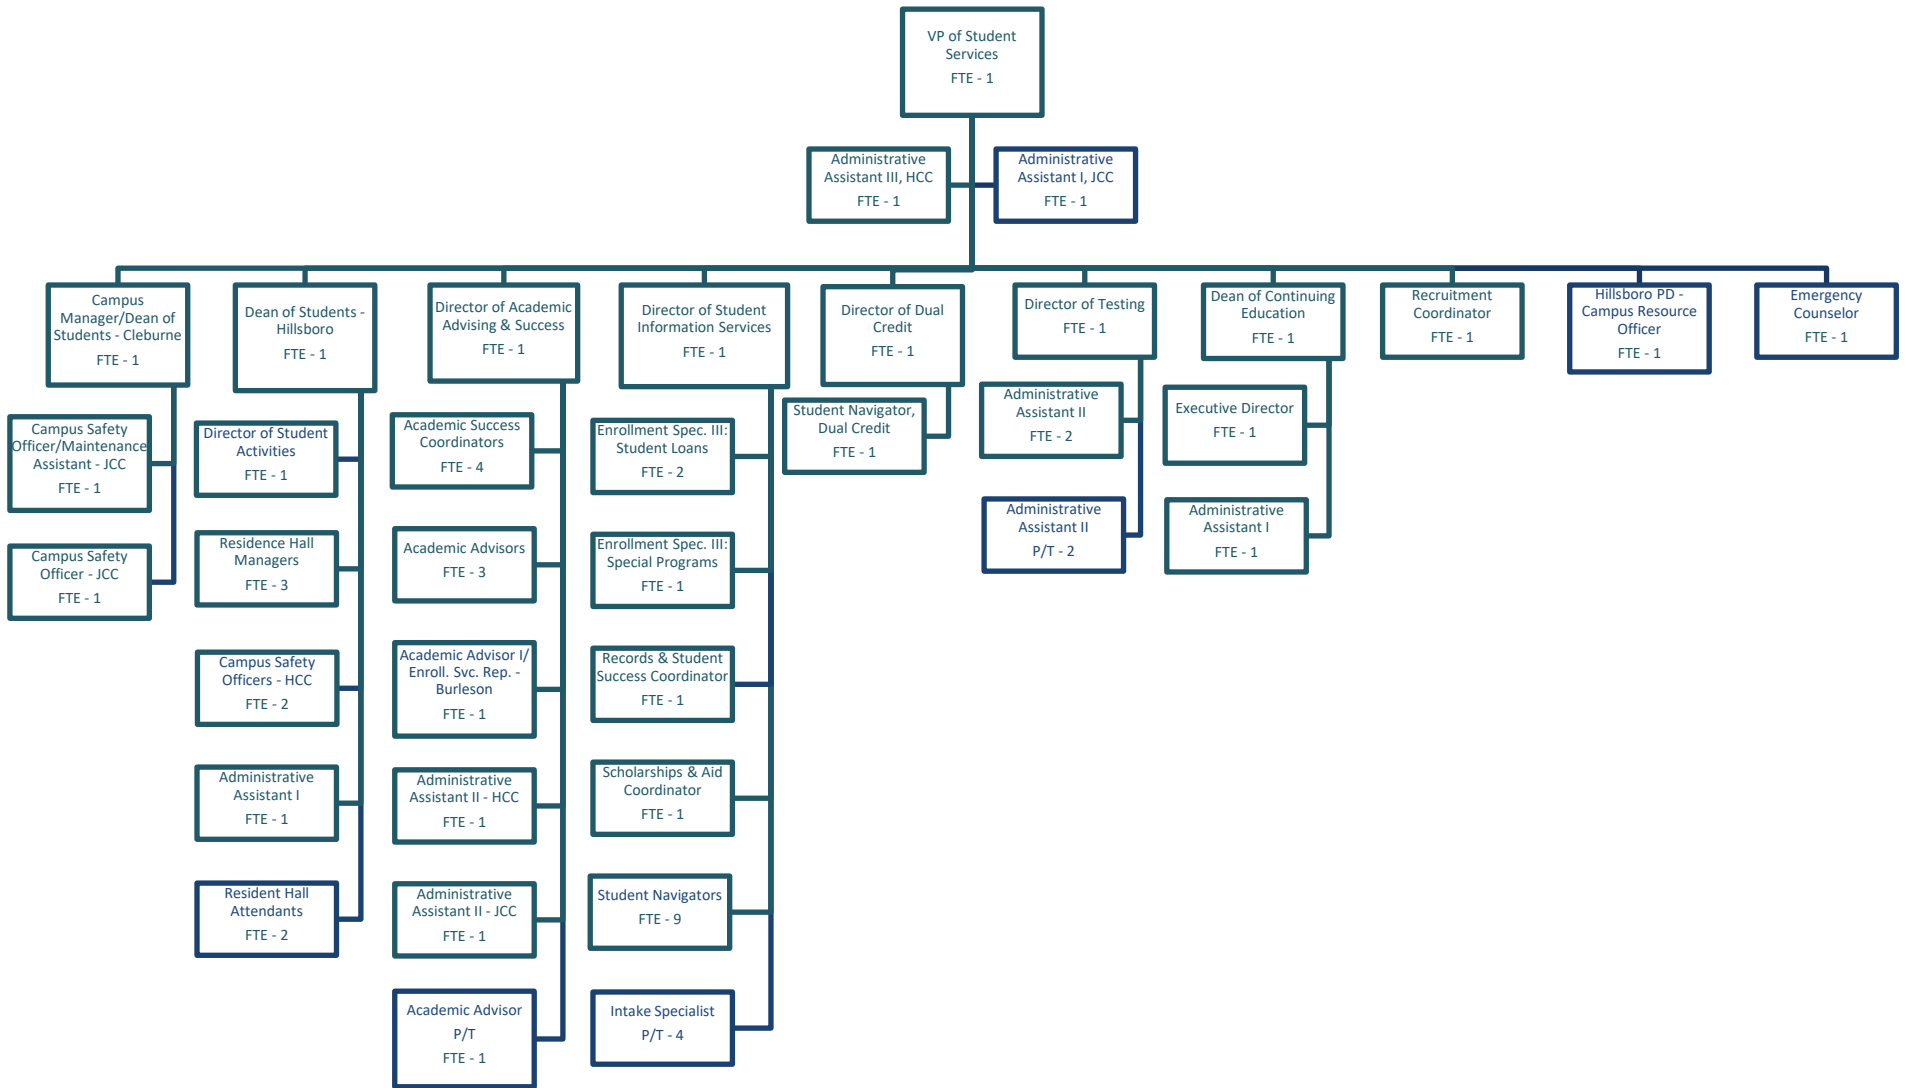 VP of Student
Services
FTE - 1
Administrative
Assistant III, HCC
FTE - 1
Administrative
Assistant I, JCC
FTE - 1
Campus
Manager/Dean of
Students - Cleburne
FTE - 1
Dean of Students -
Hillsboro
FTE - 1
Director of Academic
Advising & Success
FTE - 1
Director of Student
Information Services
FTE - 1
Director of Dual
Credit
FTE - 1
Director of Testing
FTE - 1
Dean of Continuing
Education
FTE - 1
Recruitment
Coordinator
FTE - 1
Hillsboro PD -
Campus Resource
Officer
FTE - 1
Emergency
Counselor
FTE - 1
Campus Safety
Officer/Maintenance
Assistant - JCC
FTE - 1
Campus Safety
Officer - JCC
FTE - 1
Director of Student
Activities
FTE - 1
Residence Hall
Managers
FTE - 3
Campus Safety
Officers - HCC
FTE - 2
Administrative
Assistant I
FTE - 1
Resident Hall
Attendants
FTE - 2
Academic Success
Coordinators
FTE - 4
Academic Advisors
FTE - 3
Academic Advisor I/
Enroll. Svc. Rep. -
Burleson
FTE - 1
Administrative
Assistant II - HCC
FTE - 1
Administrative
Assistant II - JCC
FTE - 1
Academic Advisor
P/T
FTE - 1
Enrollment Spec. III:
Student Loans
FTE - 2
Enrollment Spec. III:
Special Programs
FTE - 1
Records & Student
Success Coordinator
FTE - 1
Scholarships & Aid
Coordinator
FTE - 1
Student Navigators
FTE - 9
Intake Specialist
P/T - 4
Student Navigator,
Dual Credit
FTE - 1
Administrative
Assistant II
FTE - 2
Administrative
Assistant II
P/T - 2
Executive Director
FTE - 1
Administrative
Assistant I
FTE - 1